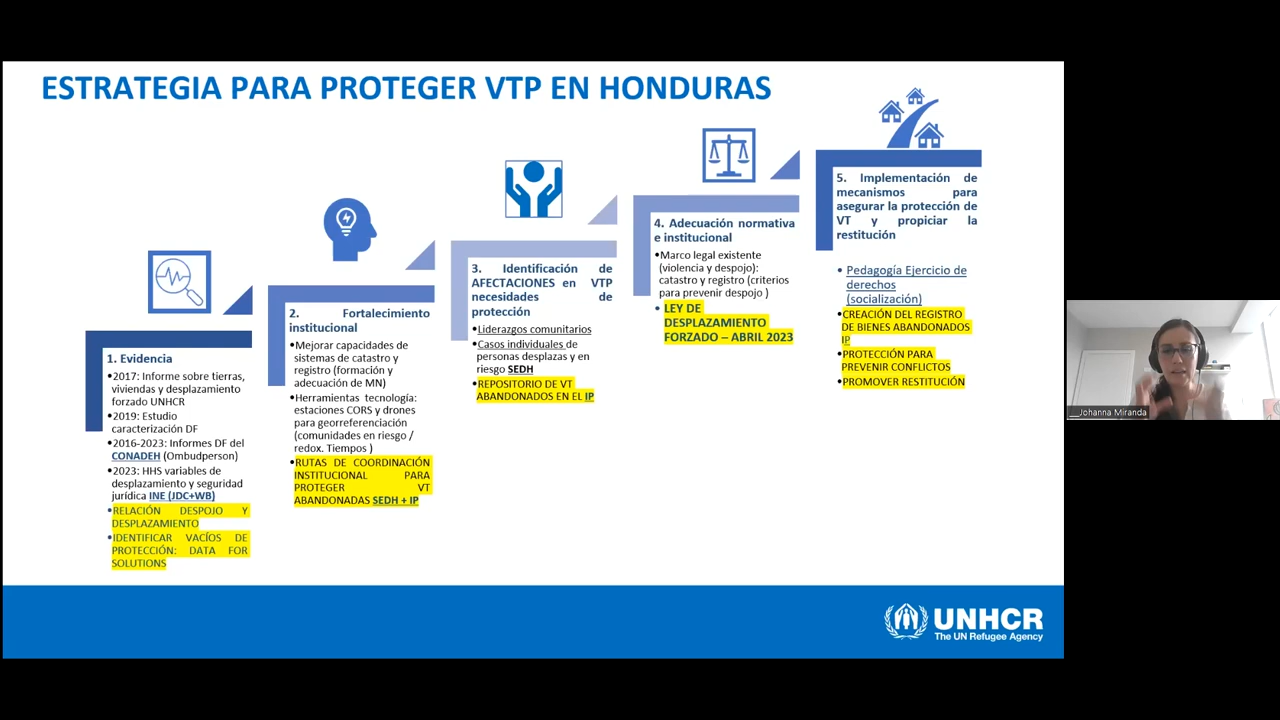 ESTRATEGIA PARA PROTEGER VTP EN HONDURAS
1. Evidencia
•2017: Informe sobre tierras,
viviendas y desplazamiento
forzado UNHCR
•2019: Estudio
caracterización DF
•2016-2023: Informes DF del
CONADEH (Ombudperson)
•2023: HHS variables de
desplazamiento y seguridad
jurídica INE (JDC+WB)
•RELACIÓN DESPOJO Y
DESPLAZAMIENTO
•IDENTIFICAR VACÍOS DE
PROTECCIÓN: DATA FOR
SOLUTIONS
2. Fortalecimiento
institucional
•Mejorar capacidades de
sistemas de catastro y
registro (formación y
adecuación de MN)
•Herramientas tecnología:
estaciones CORS y drones
para georreferenciación
(comunidades en riesgo /
redox. Tiempos )
•RUTAS DE COORDINACIÓN
INSTITUCIONAL PARA
PROTEGER VT
ABANDONADAS SEDH + IP
3. Identificación de
AFECTACIONES en VTP
necesidades de
protección
•Liderazgos comunitarios
•Casos individuales de
personas desplazas y en
riesgo SEDH
•REPOSITORIO DE VT
ABANDONADOS EN EL IP
4. Adecuación normativa
e institucional
•Marco legal existente
(violencia y despojo):
catastro y registro (criterios
para prevenir despojo )
• LEY DE
DESPLAZAMIENTO
FORZADO – ABRIL 2023
5. Implementación de
mecanismos para
asegurar la protección de
VT y propiciar la
restitución
• Pedagogía Ejercicio de
derechos
(socialización)
•CREACIÓN DEL REGISTRO
DE BIENES ABANDONADOS
IP
•PROTECCIÓN PARA
PREVENIR CONFLICTOS
•PROMOVER RESTITUCIÓN
UNHCR
The UN Refugee Agency
__Johanna Miranda